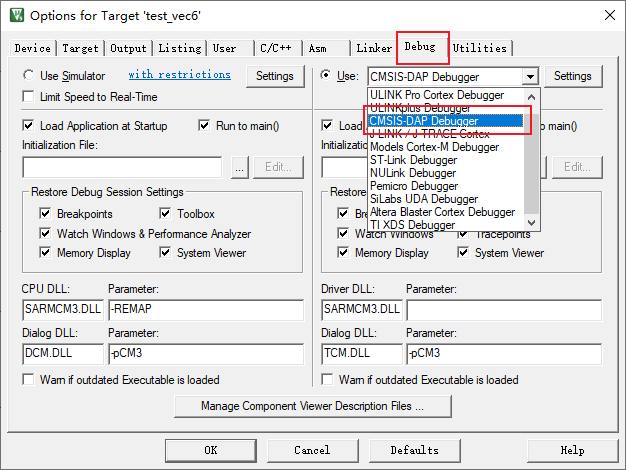 Options for Target 'test_vec6'
Device Target Output Listing User C/C++ Asm Linker Debug Utilities
Use Simulator with restrictions Settings
Limit Speed to Real-Time
Load Application at Startup Run to main()
Initialization File:
... Edit...
Restore Debug Session Settings
Breakpoints Toolbox
Watch Windows & Performance Analyzer
Memory Display System Viewer
CPU DLL: Parameter:
SARMCM3.DLL -REMAP
Dialog DLL: Parameter:
DCM.DLL -pCM3
Warn if outdated Executable is loaded
Use: CMSIS-DAP Debugger Settings
ULINK Pro Cortex Debugger
ULINKplus Debugger
CMSIS-DAP Debugger
J-LINK / J-TRACE Cortex
Models Cortex-M Debugger
ST-Link Debugger
NULink Debugger
Pemicro Debugger
SiLabs UDA Debugger
Altera Blaster Cortex Debugger
TI XDS Debugger
Edit...
Watch Windows Tracepoints
Memory Display System Viewer
Driver DLL: Parameter:
SARMCM3.DLL
Dialog DLL: Parameter:
TCM.DLL -pCM3
Warn if outdated Executable is loaded
Manage Component Viewer Description Files ...
OK Cancel Defaults Help